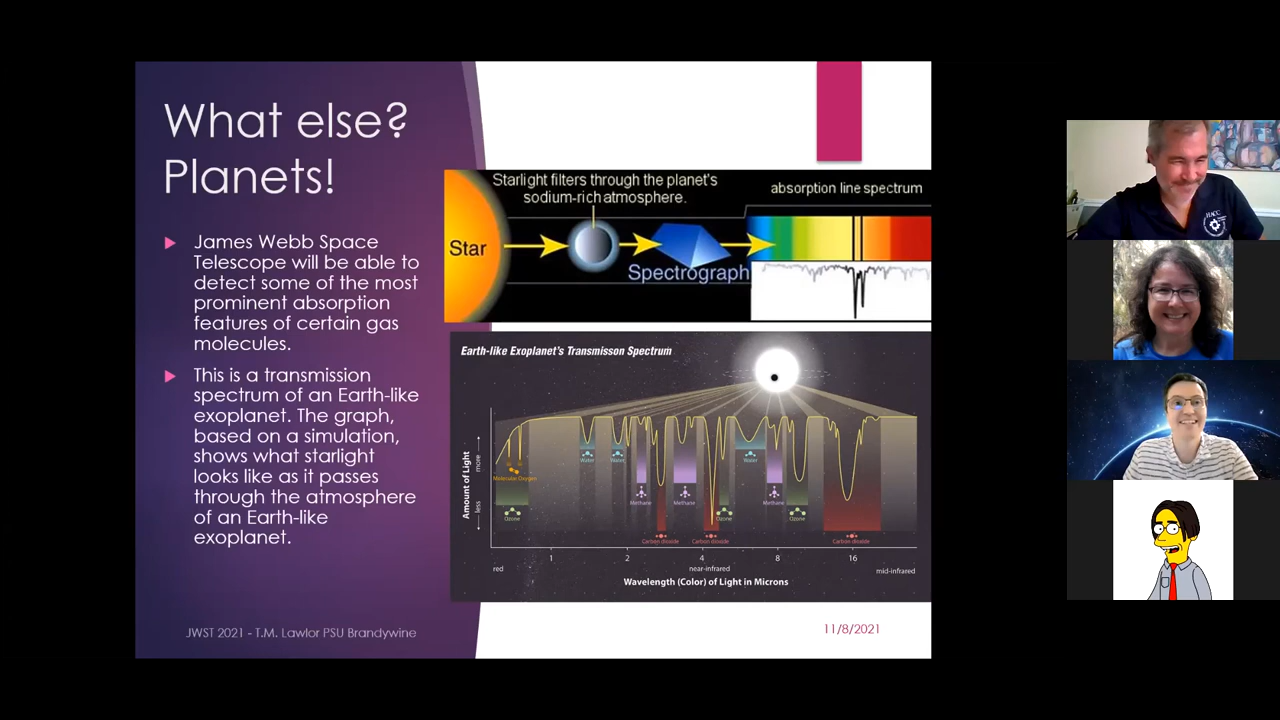 What else?
Planets!
James Webb Space
Telescope will be able to
detect some of the most
prominent absorption
features of certain gas
molecules.
This is a transmission
spectrum of an Earth-like
exoplanet. The graph,
based on a simulation,
shows what starlight
looks like as it passes
through the atmosphere
of an Earth-like
exoplanet.
JWST 2021 - T.M. Lawlor PSU Brandywine
Starlight filters through the planet's
sodium-rich atmosphere.
absorption line spectrum
Star
Spectrograph
Earth-like Exoplanet's Transmisson Spectrum
Amount of Light
more
less
Molecular Oxygen
Ozone
Water
Water
Methane
Carbon dioxide
Methane
Carbon dioxide
Ozone
Water
Methane
Ozone
Carbon dioxide
1 2 4 8 16
red near-infrared mid-infrared
Wavelength (Color) of Light in Microns
11/8/2021
HACC